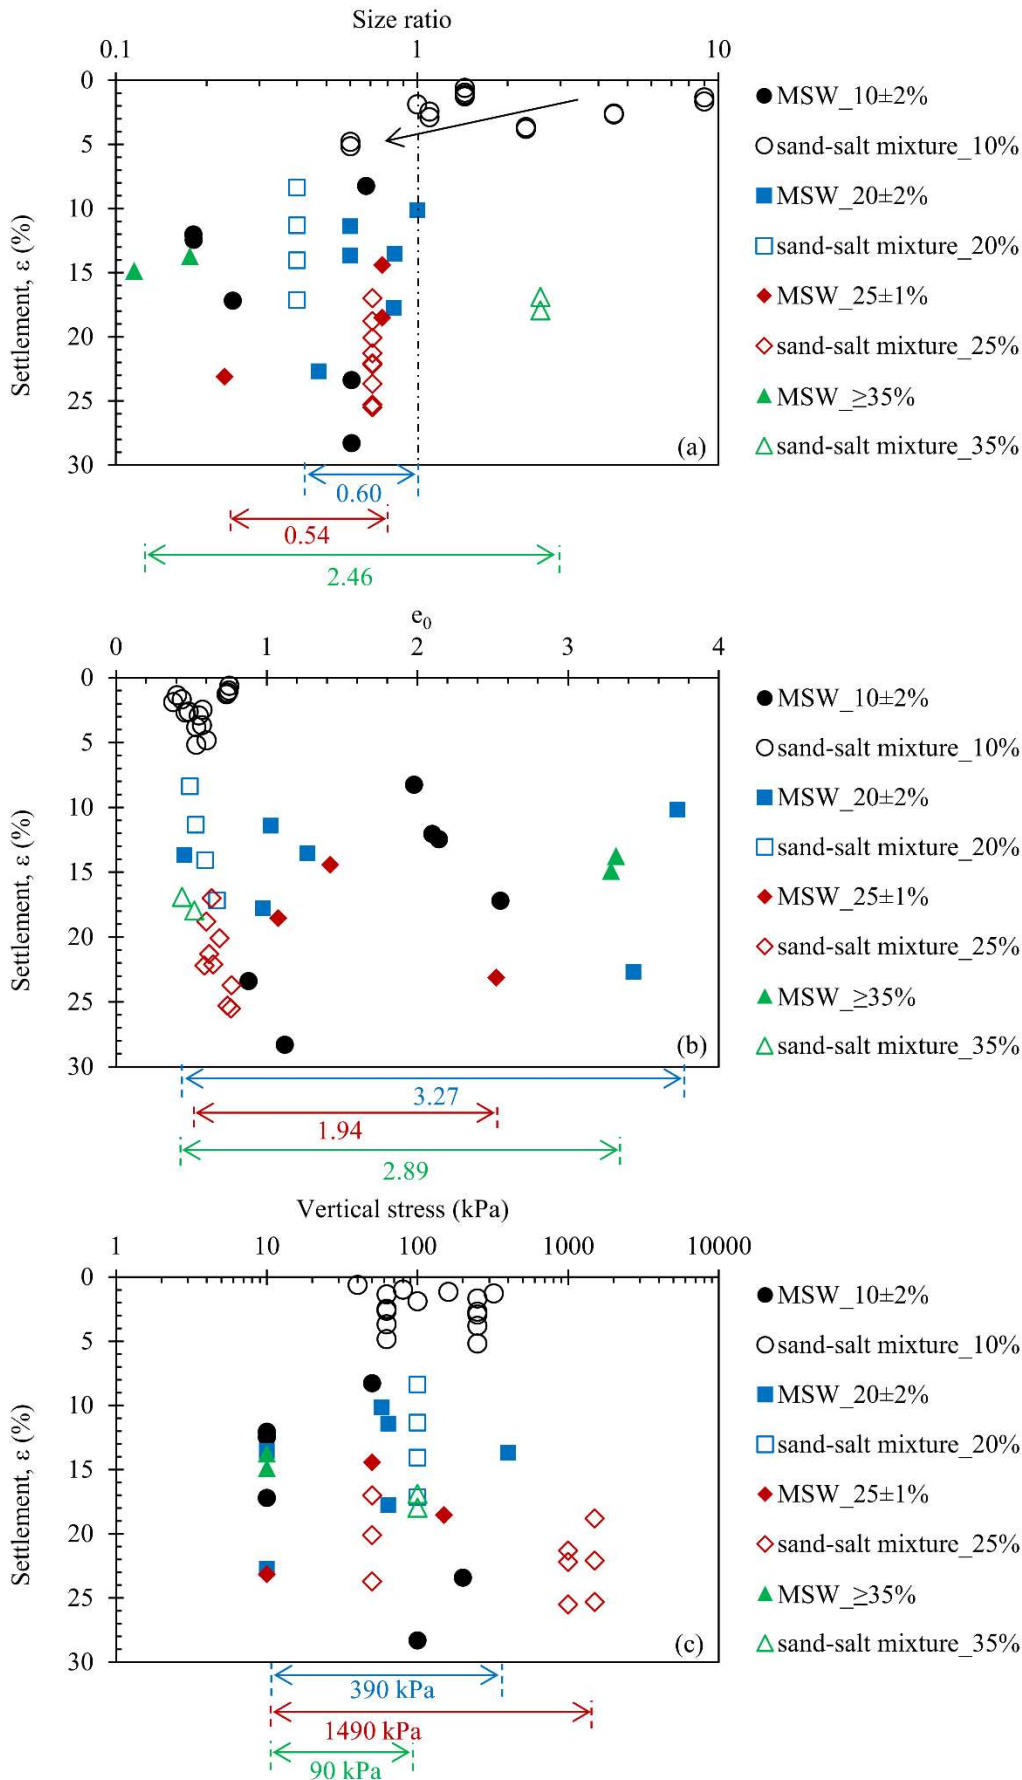 Size ratio
0.1 1 10
0
5
10
15
20
25
30
Settlement, ε (%)
(a)
MSW_10±2%
sand-salt mixture_10%
MSW_20±2%
sand-salt mixture_20%
MSW_25±1%
sand-salt mixture_25%
MSW_≥35%
sand-salt mixture_35%
0.60
0.54
2.46
e0
0 1 2 3 4
0
5
10
15
20
25
30
Settlement, ε (%)
(b)
MSW_10±2%
sand-salt mixture_10%
MSW_20±2%
sand-salt mixture_20%
MSW_25±1%
sand-salt mixture_25%
MSW_≥35%
sand-salt mixture_35%
3.27
1.94
2.89
Vertical stress (kPa)
1 10 100 1000 10000
0
5
10
15
20
25
30
Settlement, ε (%)
(c)
MSW_10±2%
sand-salt mixture_10%
MSW_20±2%
sand-salt mixture_20%
MSW_25±1%
sand-salt mixture_25%
MSW_≥35%
sand-salt mixture_35%
390 kPa
1490 kPa
90 kPa